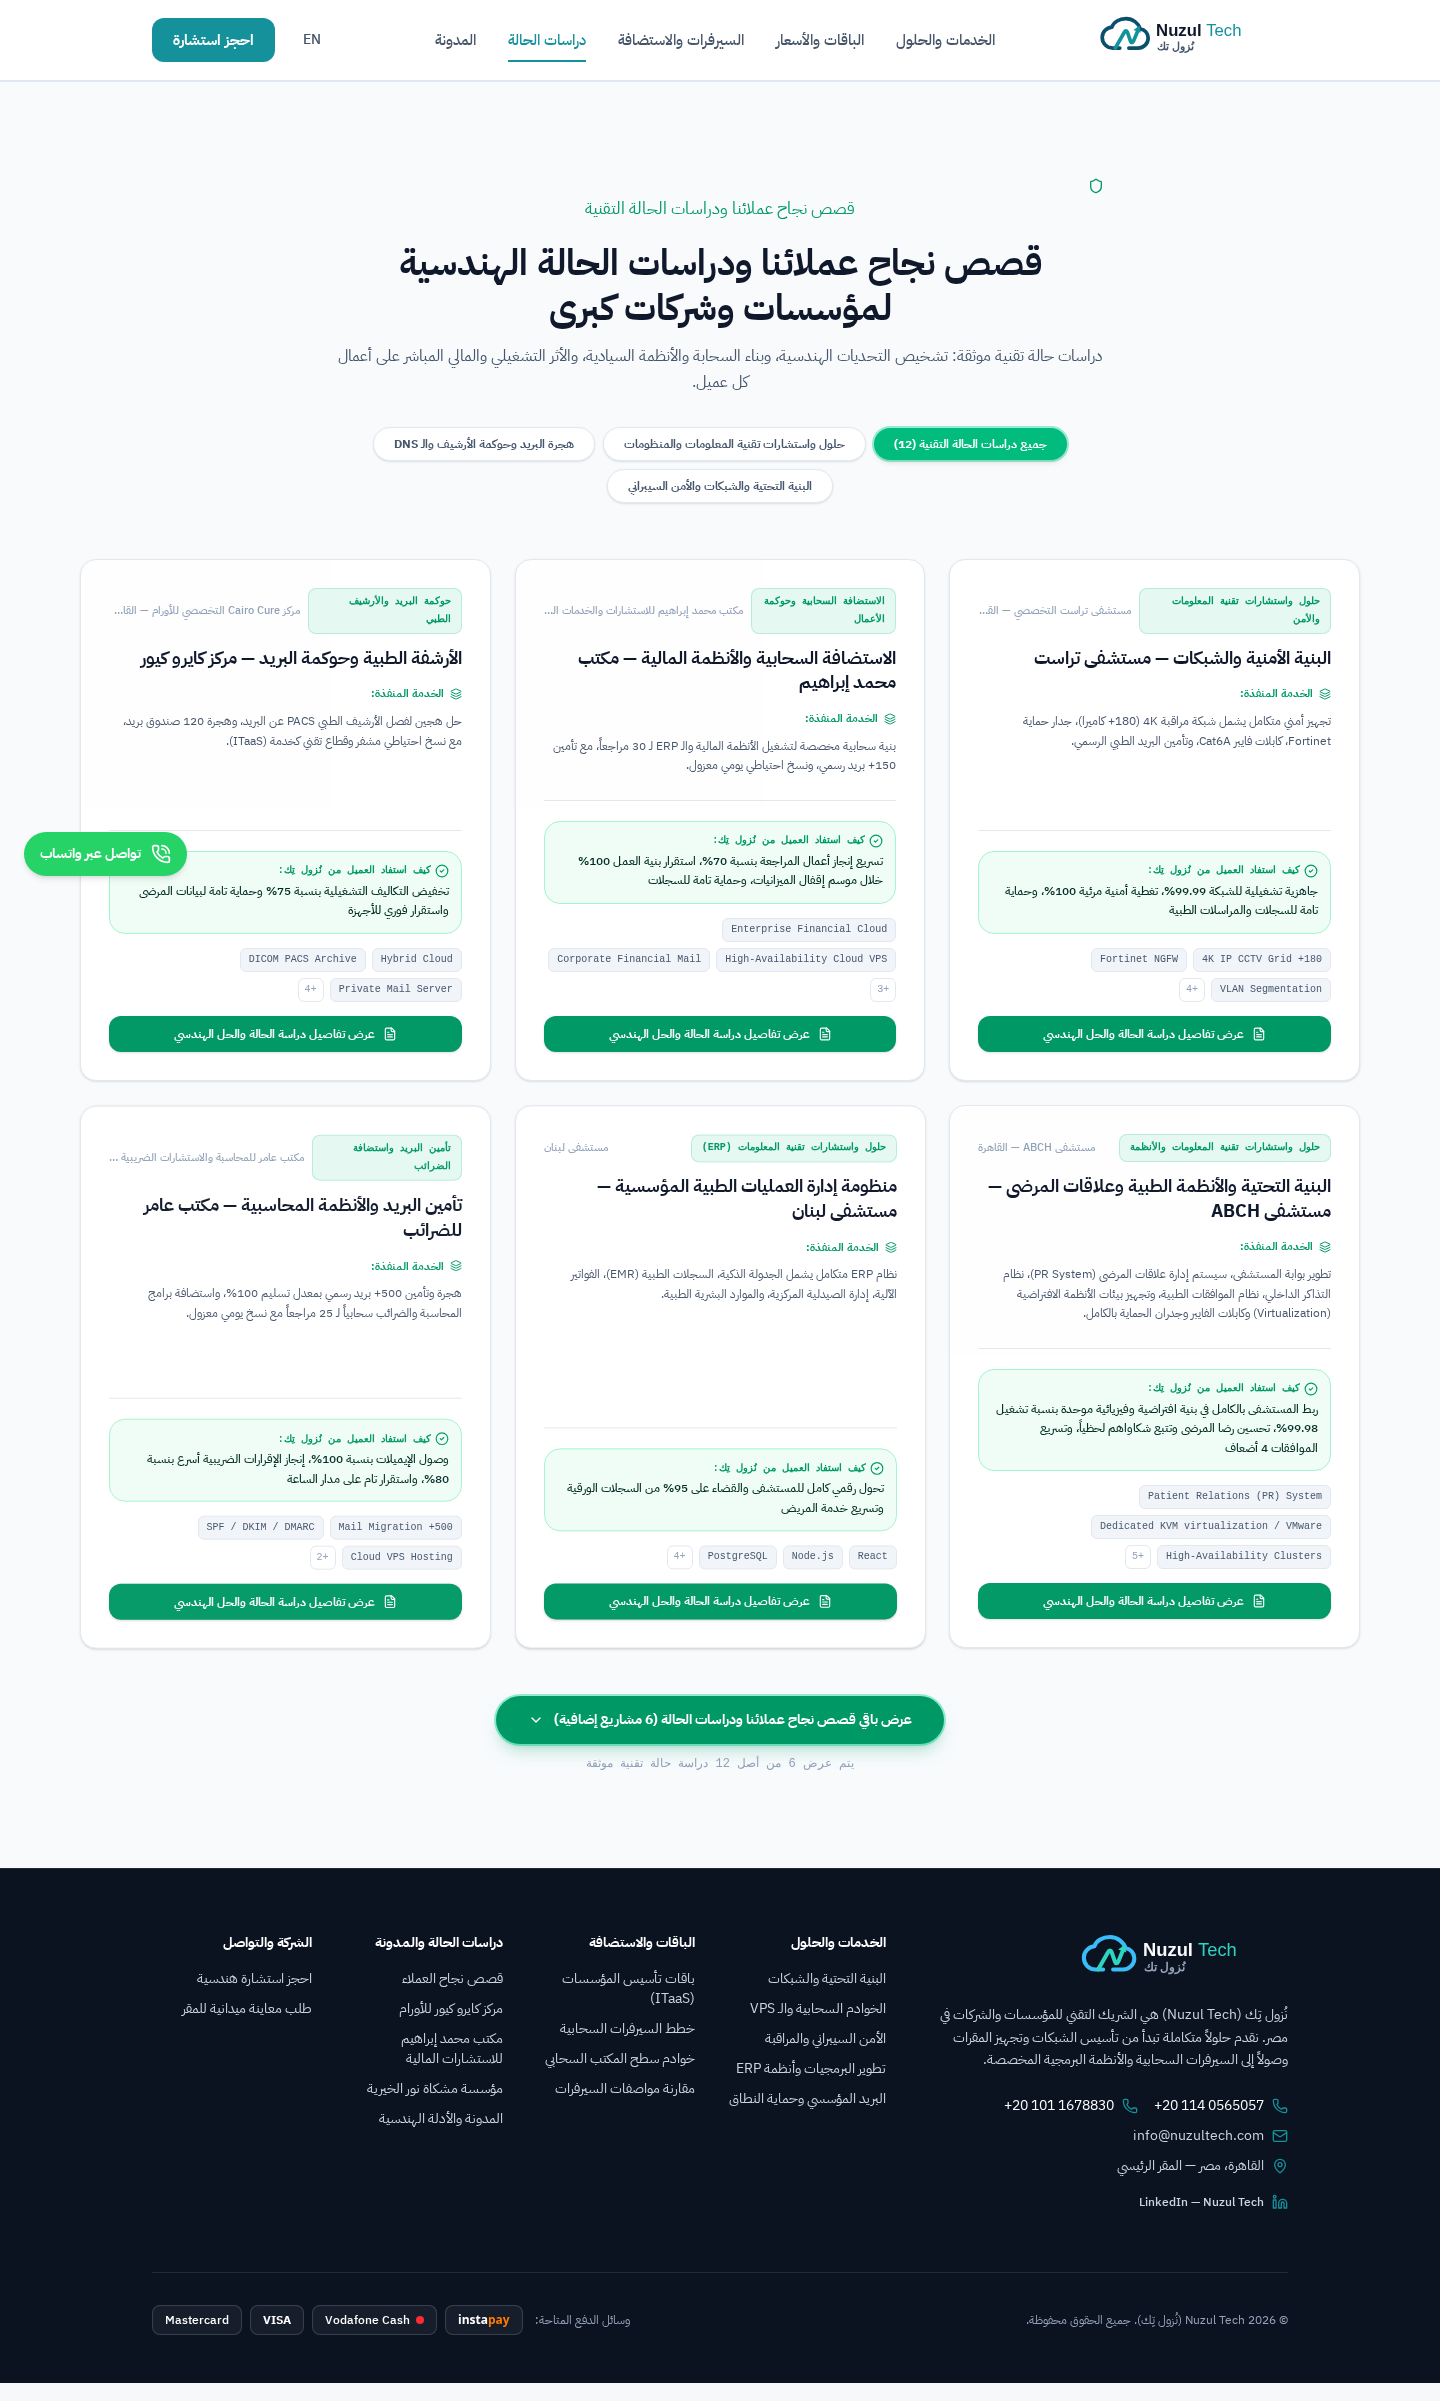 Nuzul Tech
نُزول تك
الخدمات والحلول
الباقات والأسعار
السيرفرات والاستضافة
دراسات الحالة
المدونة
EN
احجز استشارة
قصص نجاح عملائنا ودراسات الحالة التقنية
قصص نجاح عملائنا ودراسات الحالة الهندسية
لمؤسسات وشركات كبرى
دراسات حالة تقنية موثقة: تشخيص التحديات الهندسية، وبناء السحابة والأنظمة السيادية، والأثر التشغيلي والمالي المباشر على أعمال
كل عميل.
جميع دراسات الحالة التقنية (12)
حلول واستشارات تقنية المعلومات والمنظومات
هجرة البريد وحوكمة الأرشيف والـ DNS
البنية التحتية والشبكات والأمن السيبراني
حلول واستشارات تقنية المعلومات
والأمن
مستشفى تراست التخصصي — الق...
البنية الأمنية والشبكات — مستشفى تراست
الخدمة المنفذة:
تجهيز أمني متكامل يشمل شبكة مراقبة 4K (180+ كاميرا)، جدار حماية
Fortinet، كابلات فايبر Cat6A، وتأمين البريد الطبي الرسمي.
كيف استفاد العميل من نُزول تِك:
جاهزية تشغيلية للشبكة 99.99%، تغطية أمنية مرئية 100%، وحماية
تامة للسجلات والمراسلات الطبية
4K IP CCTV Grid +180
Fortinet NGFW
VLAN Segmentation
4+
عرض تفاصيل دراسة الحالة والحل الهندسي
الاستضافة السحابية وحوكمة
الأعمال
مكتب محمد إبراهيم للاستشارات والخدمات ال...
الاستضافة السحابية والأنظمة المالية — مكتب
محمد إبراهيم
الخدمة المنفذة:
بنية سحابية مخصصة لتشغيل الأنظمة المالية والـ ERP لـ 30 مراجعاً، مع تأمين
150+ بريد رسمي، ونسخ احتياطي يومي معزول.
كيف استفاد العميل من نُزول تِك:
تسريع إنجاز أعمال المراجعة بنسبة 70%، استقرار بنية العمل 100%
خلال موسم إقفال الميزانيات، وحماية تامة للسجلات
Enterprise Financial Cloud
High-Availability Cloud VPS
Corporate Financial Mail
3+
عرض تفاصيل دراسة الحالة والحل الهندسي
حوكمة البريد والأرشيف
الطبي
مركز Cairo Cure التخصصي للأورام — القا...
الأرشفة الطبية وحوكمة البريد — مركز كايرو كيور
الخدمة المنفذة:
حل هجين لفصل الأرشيف الطبي PACS عن البريد، وهجرة 120 صندوق بريد،
مع نسخ احتياطي مشفر وقطاع تقني كخدمة (ITaaS).
كيف استفاد العميل من نُزول تِك:
تخفيض التكاليف التشغيلية بنسبة 75% وحماية تامة لبيانات المرضى
واستقرار فوري للأجهزة
Hybrid Cloud
DICOM PACS Archive
Private Mail Server
4+
عرض تفاصيل دراسة الحالة والحل الهندسي
تواصل عبر واتساب
حلول واستشارات تقنية المعلومات والأنظمة
مستشفى ABCH — القاهرة
البنية التحتية والأنظمة الطبية وعلاقات المرضى —
مستشفى ABCH
الخدمة المنفذة:
تطوير بوابة المستشفى، سيستم إدارة علاقات المرضى (PR System)، نظام
التذاكر الداخلي، نظام الموافقات الطبية، وتجهيز بيئات الأنظمة الافتراضية
(Virtualization) وكابلات الفايبر وجدران الحماية بالكامل.
كيف استفاد العميل من نُزول تِك:
ربط المستشفى بالكامل في بنية افتراضية وفيزيائية موحدة بنسبة تشغيل
99.98%، تحسين رضا المرضى وتتبع شكاواهم لحظياً، وتسريع
الموافقات 4 أضعاف
Patient Relations (PR) System
Dedicated KVM virtualization / VMware
High-Availability Clusters
5+
عرض تفاصيل دراسة الحالة والحل الهندسي
حلول واستشارات تقنية المعلومات (ERP)
مستشفى لبنان
منظومة إدارة العمليات الطبية المؤسسية —
مستشفى لبنان
الخدمة المنفذة:
نظام ERP متكامل يشمل الجدولة الذكية، السجلات الطبية (EMR)، الفواتير
الآلية، إدارة الصيدلية المركزية، والموارد البشرية الطبية.
كيف استفاد العميل من نُزول تِك:
تحول رقمي كامل للمستشفى والقضاء على 95% من السجلات الورقية
وتسريع خدمة المريض
React
Node.js
PostgreSQL
4+
عرض تفاصيل دراسة الحالة والحل الهندسي
تأمين البريد واستضافة
الضرائب
مكتب عامر للمحاسبة والاستشارات الضريبية ...
تأمين البريد والأنظمة المحاسبية — مكتب عامر
للضرائب
الخدمة المنفذة:
هجرة وتأمين 500+ بريد رسمي بمعدل تسليم 100%، واستضافة برامج
المحاسبة والضرائب سحابياً لـ 25 مراجعاً مع نسخ يومي معزول.
كيف استفاد العميل من نُزول تِك:
وصول الإيميلات بنسبة 100%، إنجاز الإقرارات الضريبية أسرع بنسبة
80%، واستقرار تام على مدار الساعة
Mail Migration +500
SPF / DKIM / DMARC
Cloud VPS Hosting
2+
عرض تفاصيل دراسة الحالة والحل الهندسي
عرض باقي قصص نجاح عملائنا ودراسات الحالة (6 مشاريع إضافية)
يتم عرض 6 من أصل 12 دراسة حالة تقنية موثقة
Nuzul Tech
نُزول تك
نُزول تِك (Nuzul Tech) هي الشريك التقني للمؤسسات والشركات في
مصر. نقدم حلولاً متكاملة تبدأ من تأسيس الشبكات وتجهيز المقرات
وصولاً إلى السيرفرات السحابية والأنظمة البرمجية المخصصة.
+20 114 0565057
+20 101 1678830
info@nuzultech.com
القاهرة، مصر — المقر الرئيسي
LinkedIn — Nuzul Tech
الخدمات والحلول
البنية التحتية والشبكات
الخوادم السحابية والـ VPS
الأمن السيبراني والمراقبة
تطوير البرمجيات وأنظمة ERP
البريد المؤسسي وحماية النطاق
الباقات والاستضافة
باقات تأسيس المؤسسات
(ITaaS)
خطط السيرفرات السحابية
خوادم سطح المكتب السحابي
مقارنة مواصفات السيرفرات
دراسات الحالة والمدونة
قصص نجاح العملاء
مركز كايرو كيور للأورام
مكتب محمد إبراهيم
للاستشارات المالية
مؤسسة مشكاة نور الخيرية
المدونة والأدلة الهندسية
الشركة والتواصل
احجز استشارة هندسية
طلب معاينة ميدانية للمقر
© 2026 Nuzul Tech (نُزول تِك). جميع الحقوق محفوظة.
وسائل الدفع المتاحة:
instapay
Vodafone Cash
VISA
Mastercard